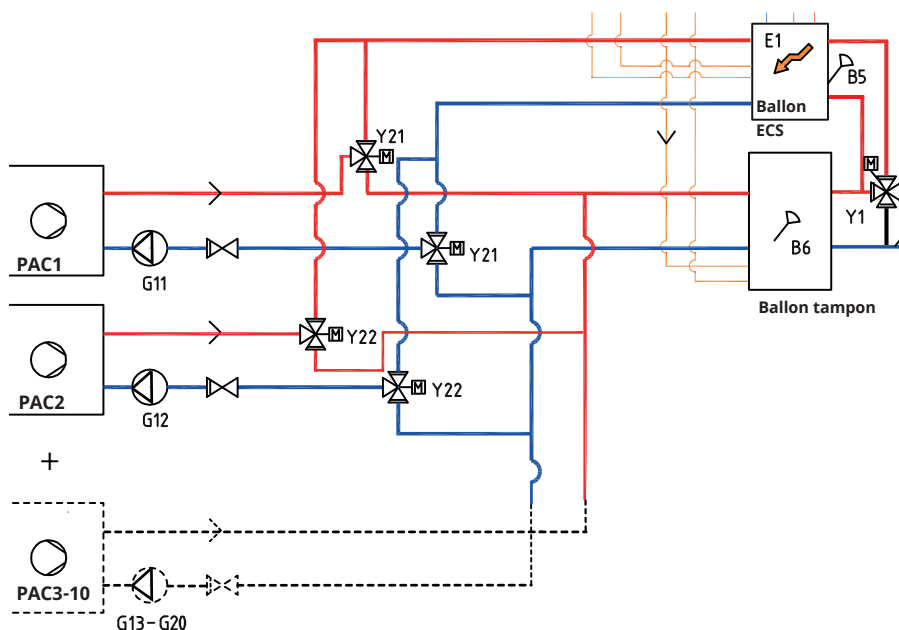 E1
B5
Ballon
ECS
Y21
M
M
Y1
PAC1
G11
M
Y21
B6
Ballon tampon
M
Y22
PAC2
G12
M
Y22
+
PAC3-10
G13-G20